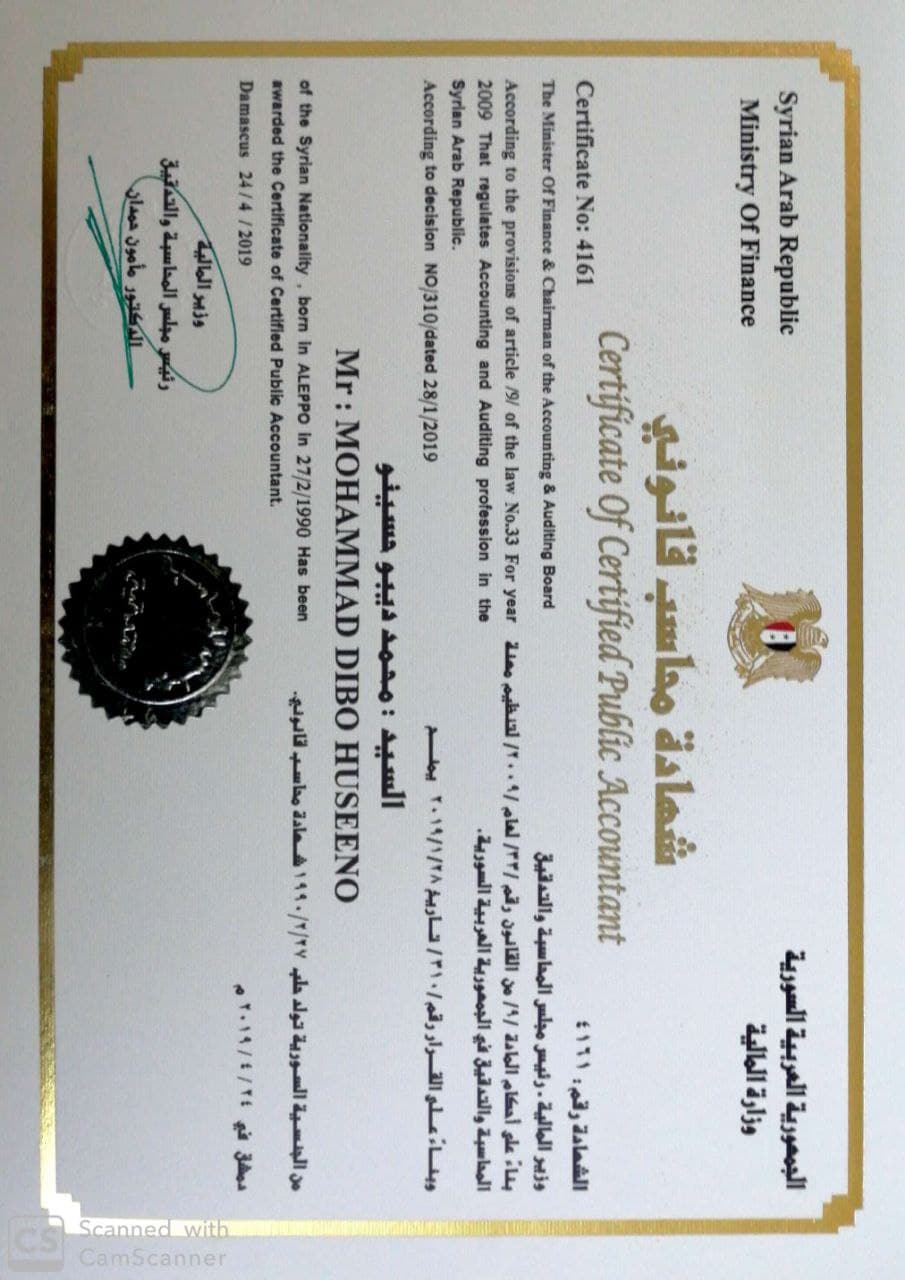 Syrian Arab Republic
Ministry Of Finance
الجمهورية العربية السورية
وزارة المالية
شهادة محاسب قانوني
Certificate Of Certified Public Accountant
Certificate No: 4161
الشهادة رقم: ٤١٦١
The Minister Of Finance & Chairman of the Accounting & Auditing Board
وزير المالية ، رئيس مجلس المحاسبة والتدقيق
According to the provisions of article /9/ of the law No.33 For year
2009 That regulates Accounting and Auditing profession in the
Syrian Arab Republic.
بناءً على أحكام المادة /٩/ من القانون رقم /٣٣/ لعام /٢٠٠٩/ لتنظيم مهنة
المحاسبة والتدقيق في الجمهورية العربية السورية.
According to decision NO/310/dated 28/1/2019
وبناءً على القرار رقم /٣١٠/ تاريخ ٢٠١٩/١/٢٨ يمنح
السيد : محمد ديبو حسينو
Mr : MOHAMMAD DIBO HUSEENO
of the Syrian Nationality , born in ALEPPO In 27/2/1990 Has been
awarded the Certificate of Certified Public Accountant.
من الجنسية السورية تولد حلب ١٩٩٠/٢/٢٧ شهادة محاسب قانوني.
Damascus 24/4/2019
دمشق في ٢٠١٩/٤/٢٤ م
وزير المالية
رئيس مجلس المحاسبة والتدقيق
الدكتور مأمون حمدان
CS Scanned with
CamScanner